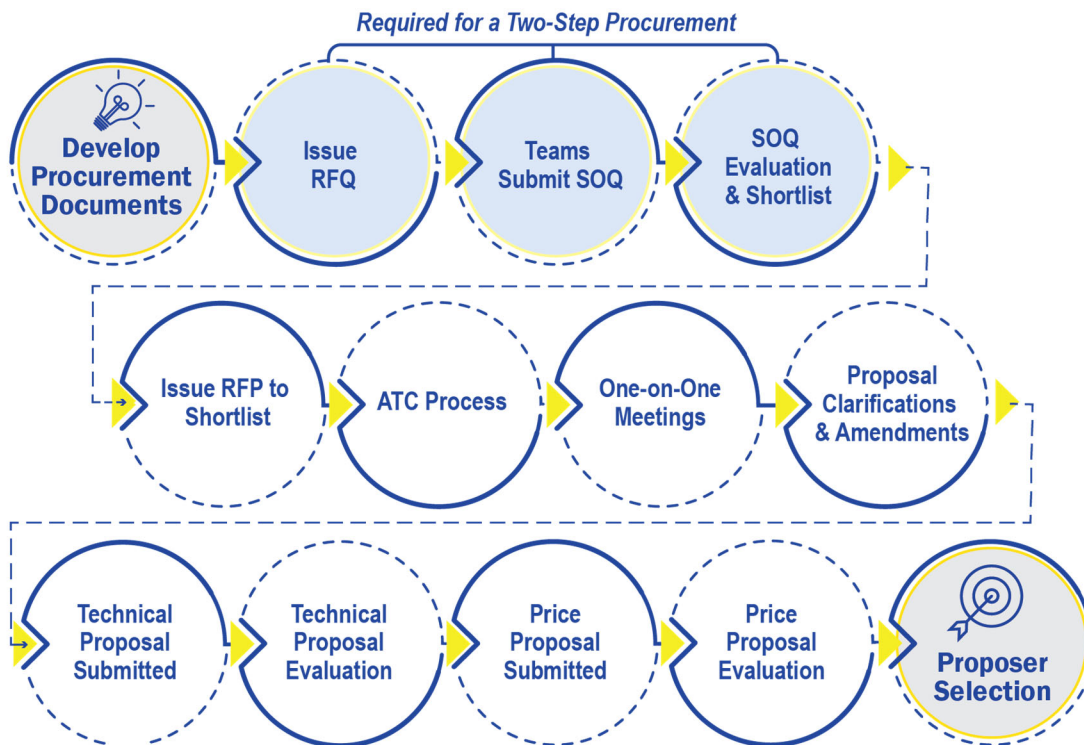 Required for a Two-Step Procurement
Develop
Procurement
Documents
Issue
RFQ
Teams
Submit SOQ
SOQ
Evaluation
& Shortlist
Issue RFP to
Shortlist
ATC Process
One-on-One
Meetings
Proposal
Clarifications
& Amendments
Technical
Proposal
Submitted
Technical
Proposal
Evaluation
Price
Proposal
Submitted
Price
Proposal
Evaluation
Proposer
Selection